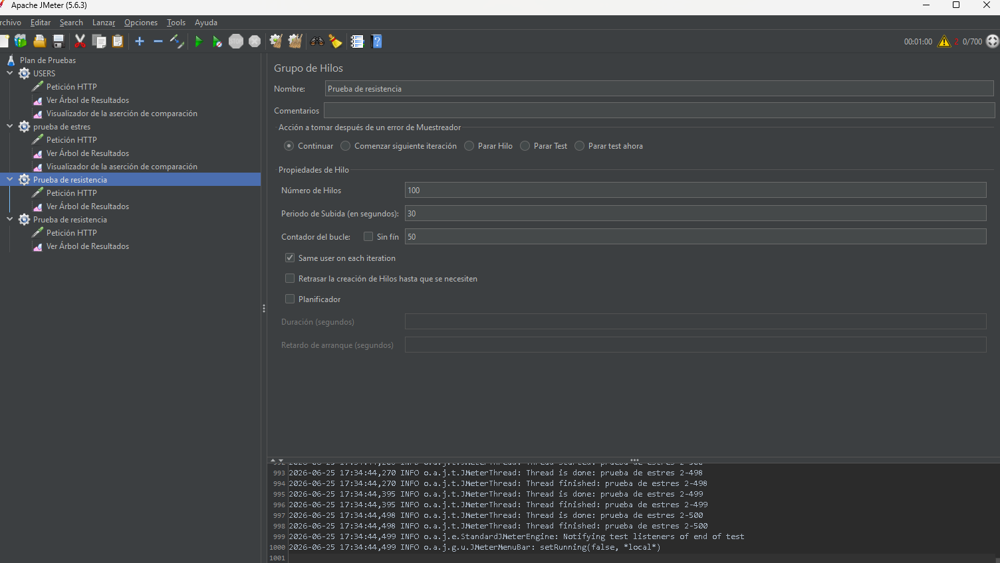 Apache JMeter (5.6.3)
rchivo Editar Search Lanzar Opciones Tools Ayuda
STOP
00:01:00 2 0/700
Plan de Pruebas
USERS
Petición HTTP
Ver Árbol de Resultados
Visualizador de la aserción de comparación
prueba de estres
Petición HTTP
Ver Árbol de Resultados
Visualizador de la aserción de comparación
Prueba de resistencia
Petición HTTP
Ver Árbol de Resultados
Prueba de resistencia
Petición HTTP
Ver Árbol de Resultados
Grupo de Hilos
Nombre: Prueba de resistencia
Comentarios
Acción a tomar después de un error de Muestreador
Continuar Comenzar siguiente iteración Parar Hilo Parar Test Parar test ahora
Propiedades de Hilo
Número de Hilos 100
Periodo de Subida (en segundos): 30
Contador del bucle: Sin fín 50
Same user on each iteration
Retrasar la creación de Hilos hasta que se necesiten
Planificador
Duración (segundos)
Retardo de arranque (segundos)
993 2026-06-25 17:34:44,270 INFO o.a.j.t.JMeterThread: Thread is done: prueba de estres 2-498
994 2026-06-25 17:34:44,270 INFO o.a.j.t.JMeterThread: Thread finished: prueba de estres 2-498
995 2026-06-25 17:34:44,395 INFO o.a.j.t.JMeterThread: Thread is done: prueba de estres 2-499
996 2026-06-25 17:34:44,395 INFO o.a.j.t.JMeterThread: Thread finished: prueba de estres 2-499
997 2026-06-25 17:34:44,498 INFO o.a.j.t.JMeterThread: Thread is done: prueba de estres 2-500
998 2026-06-25 17:34:44,498 INFO o.a.j.t.JMeterThread: Thread finished: prueba de estres 2-500
999 2026-06-25 17:34:44,499 INFO o.a.j.e.StandardJMeterEngine: Notifying test listeners of end of test
1000 2026-06-25 17:34:44,499 INFO o.a.j.g.u.JMeterMenuBar: setRunning(false, *local*)
1001